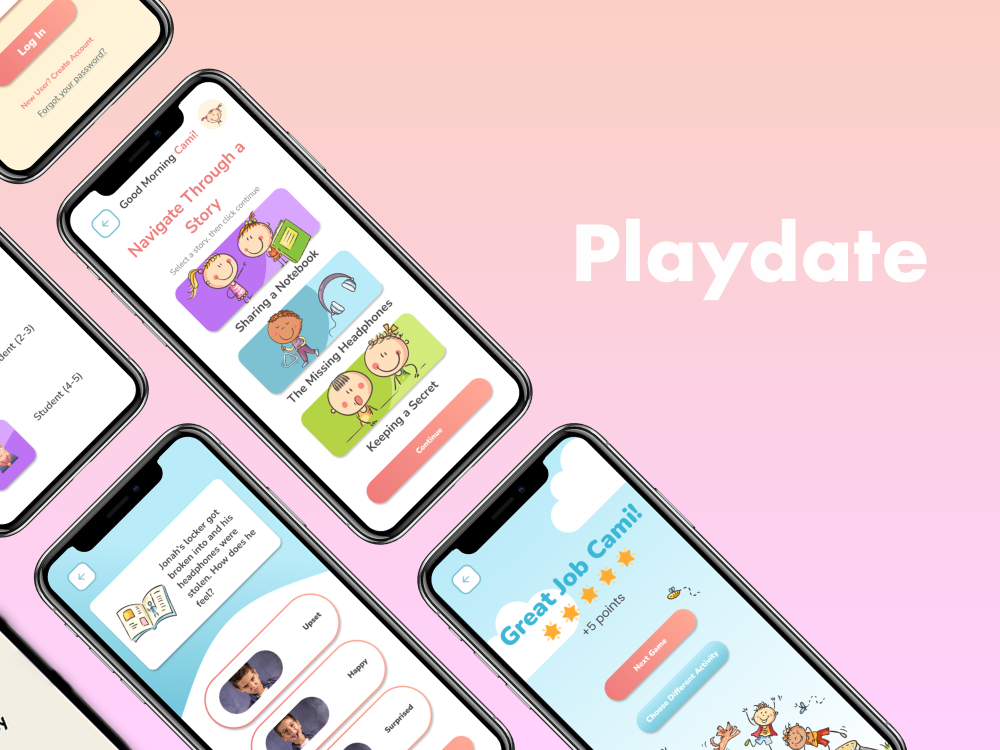 Log In
New User? Create Account
Forgot your password?
Good Morning Cami!
Navigate Through a
Story
Select a story, then click continue
Sharing a Notebook
The Missing Headphones
Keeping a Secret
Continue
Playdate
(2-3)
Student (4-5)
Jonah's locker got
broken into and his
headphones were
stolen. How does he
feel?
Upset
Happy
Surprised
Great Job Cami!
+5 points
Next Game
Choose Different Activity